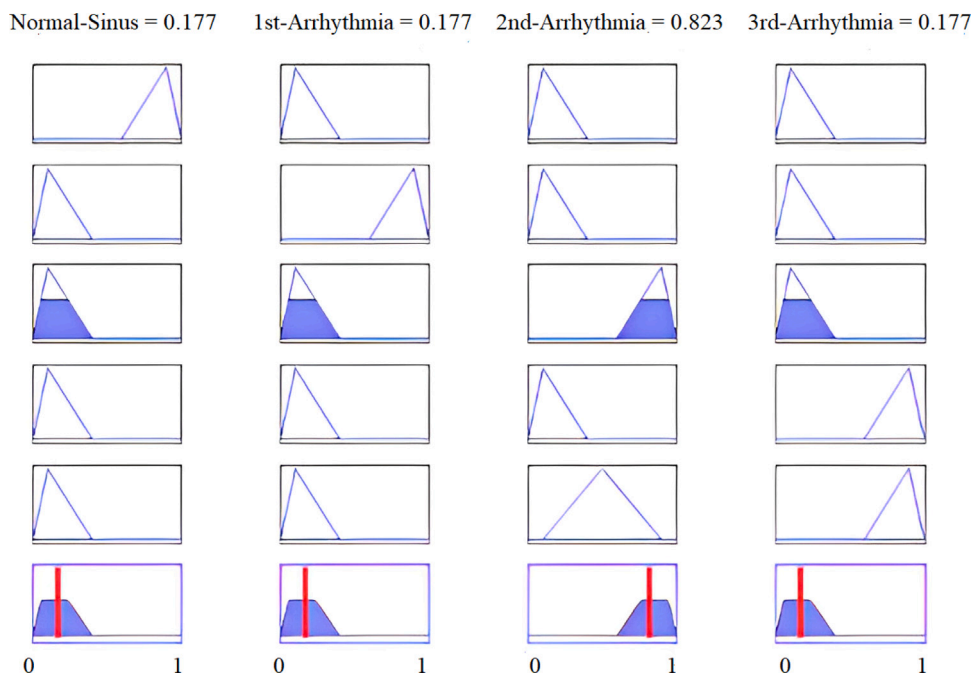 Normal-Sinus = 0.177 1st-Arrhythmia = 0.177 2nd-Arrhythmia = 0.823 3rd-Arrhythmia = 0.177
0 1 0 1 0 1 0 1